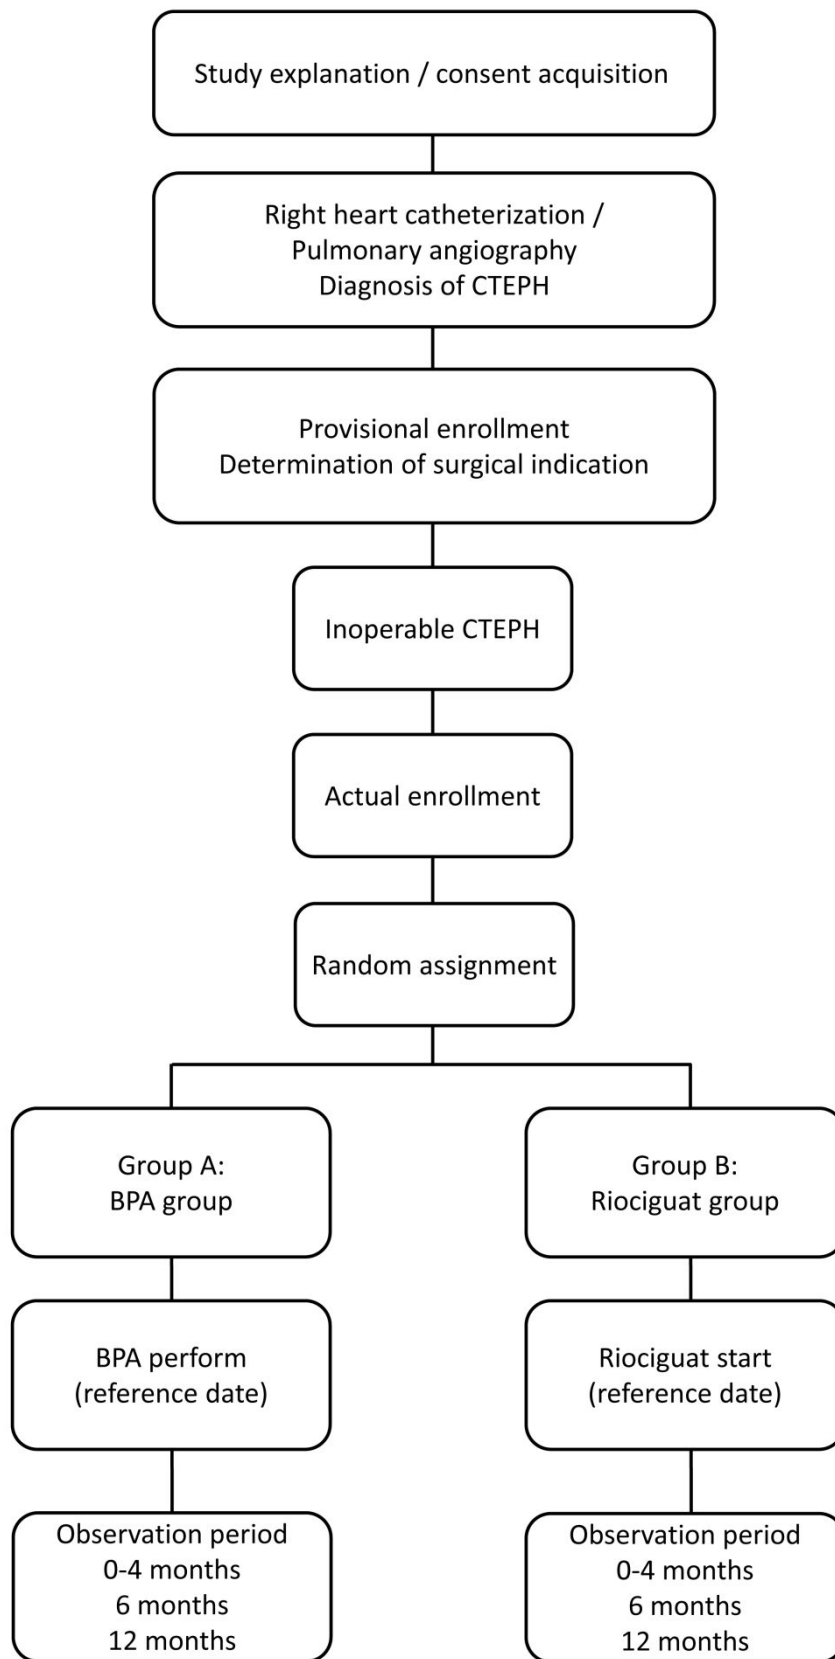 Study explanation / consent acquisition
Right heart catheterization /
Pulmonary angiography
Diagnosis of CTEPH
Provisional enrollment
Determination of surgical indication
Inoperable CTEPH
Actual enrollment
Random assignment
Group A:
BPA group
Group B:
Riociguat group
BPA perform
(reference date)
Riociguat start
(reference date)
Observation period
0-4 months
6 months
12 months
Observation period
0-4 months
6 months
12 months